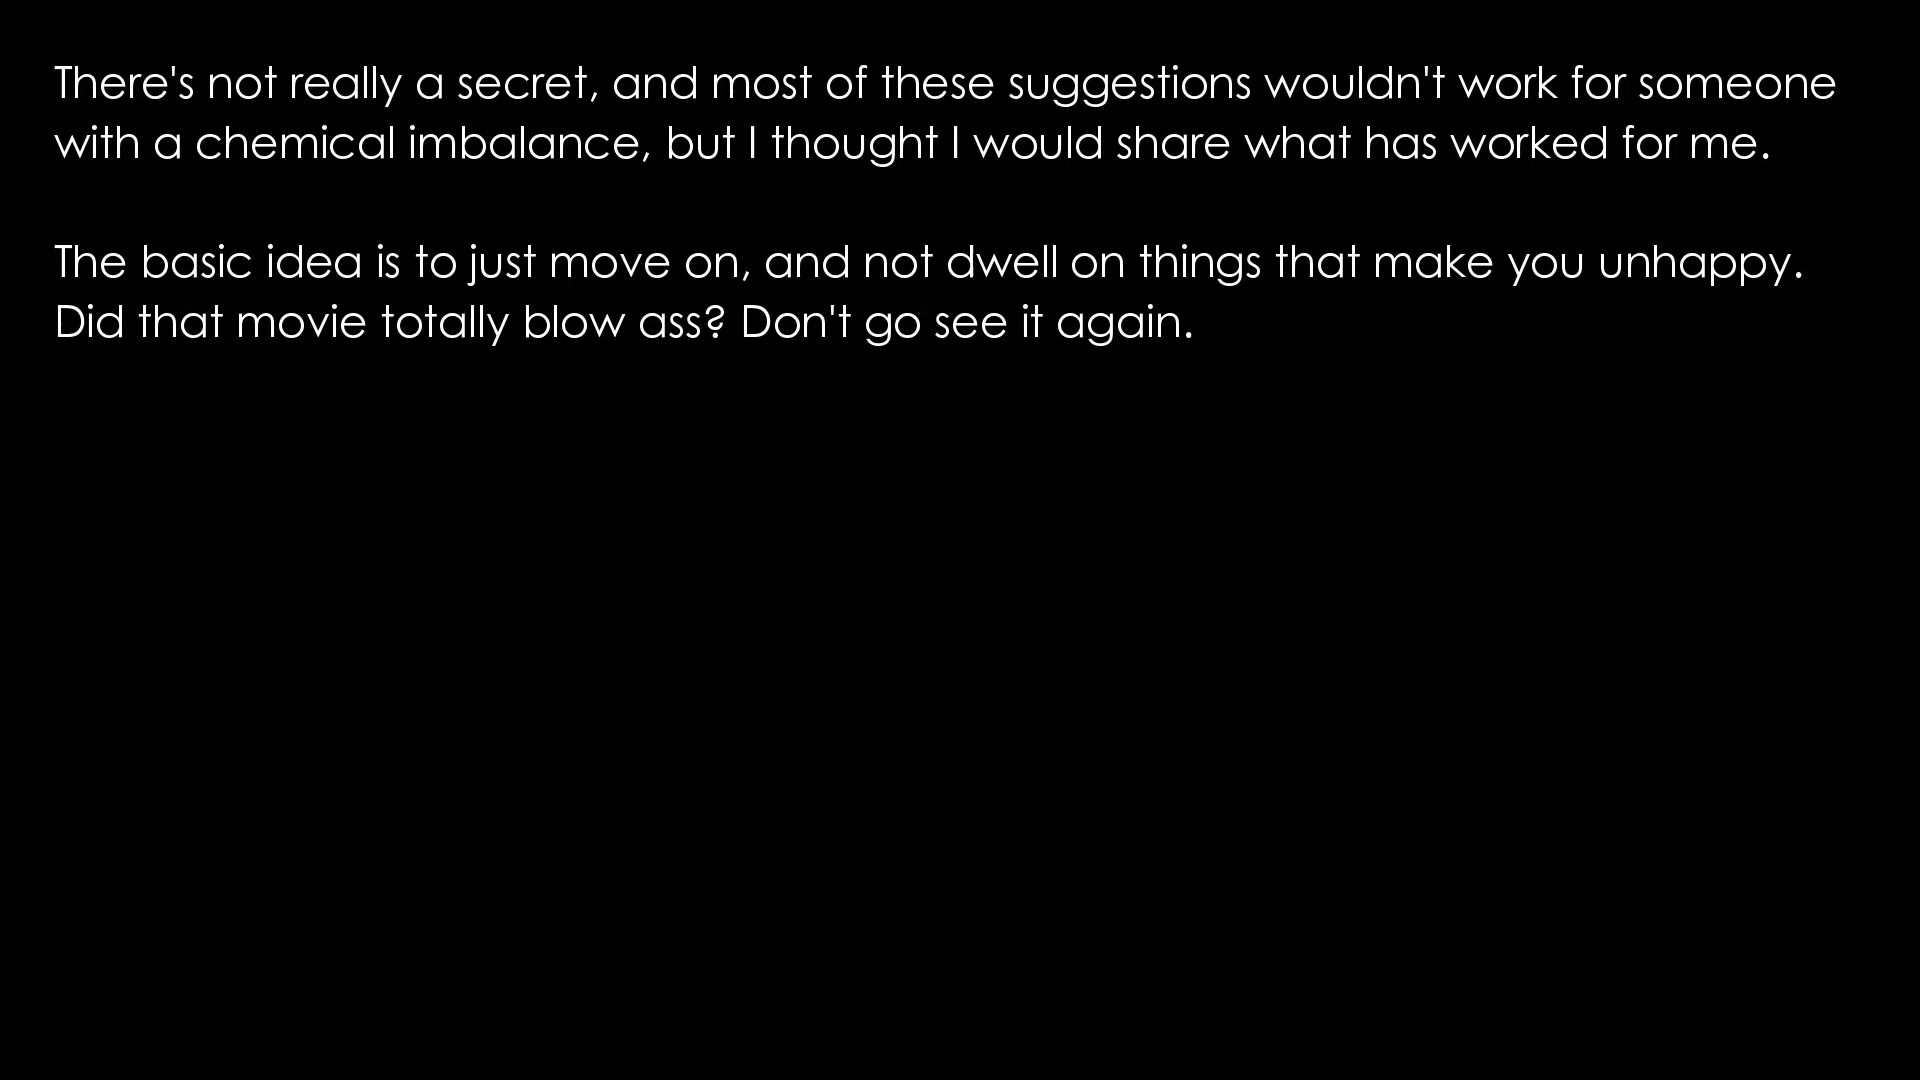 There's not really a secret, and most of these suggestions wouldn't work for someone
with a chemical imbalance, but I thought I would share what has worked for me.
The basic idea is to just move on, and not dwell on things that make you unhappy.
Did that movie totally blow ass? Don't go see it again.